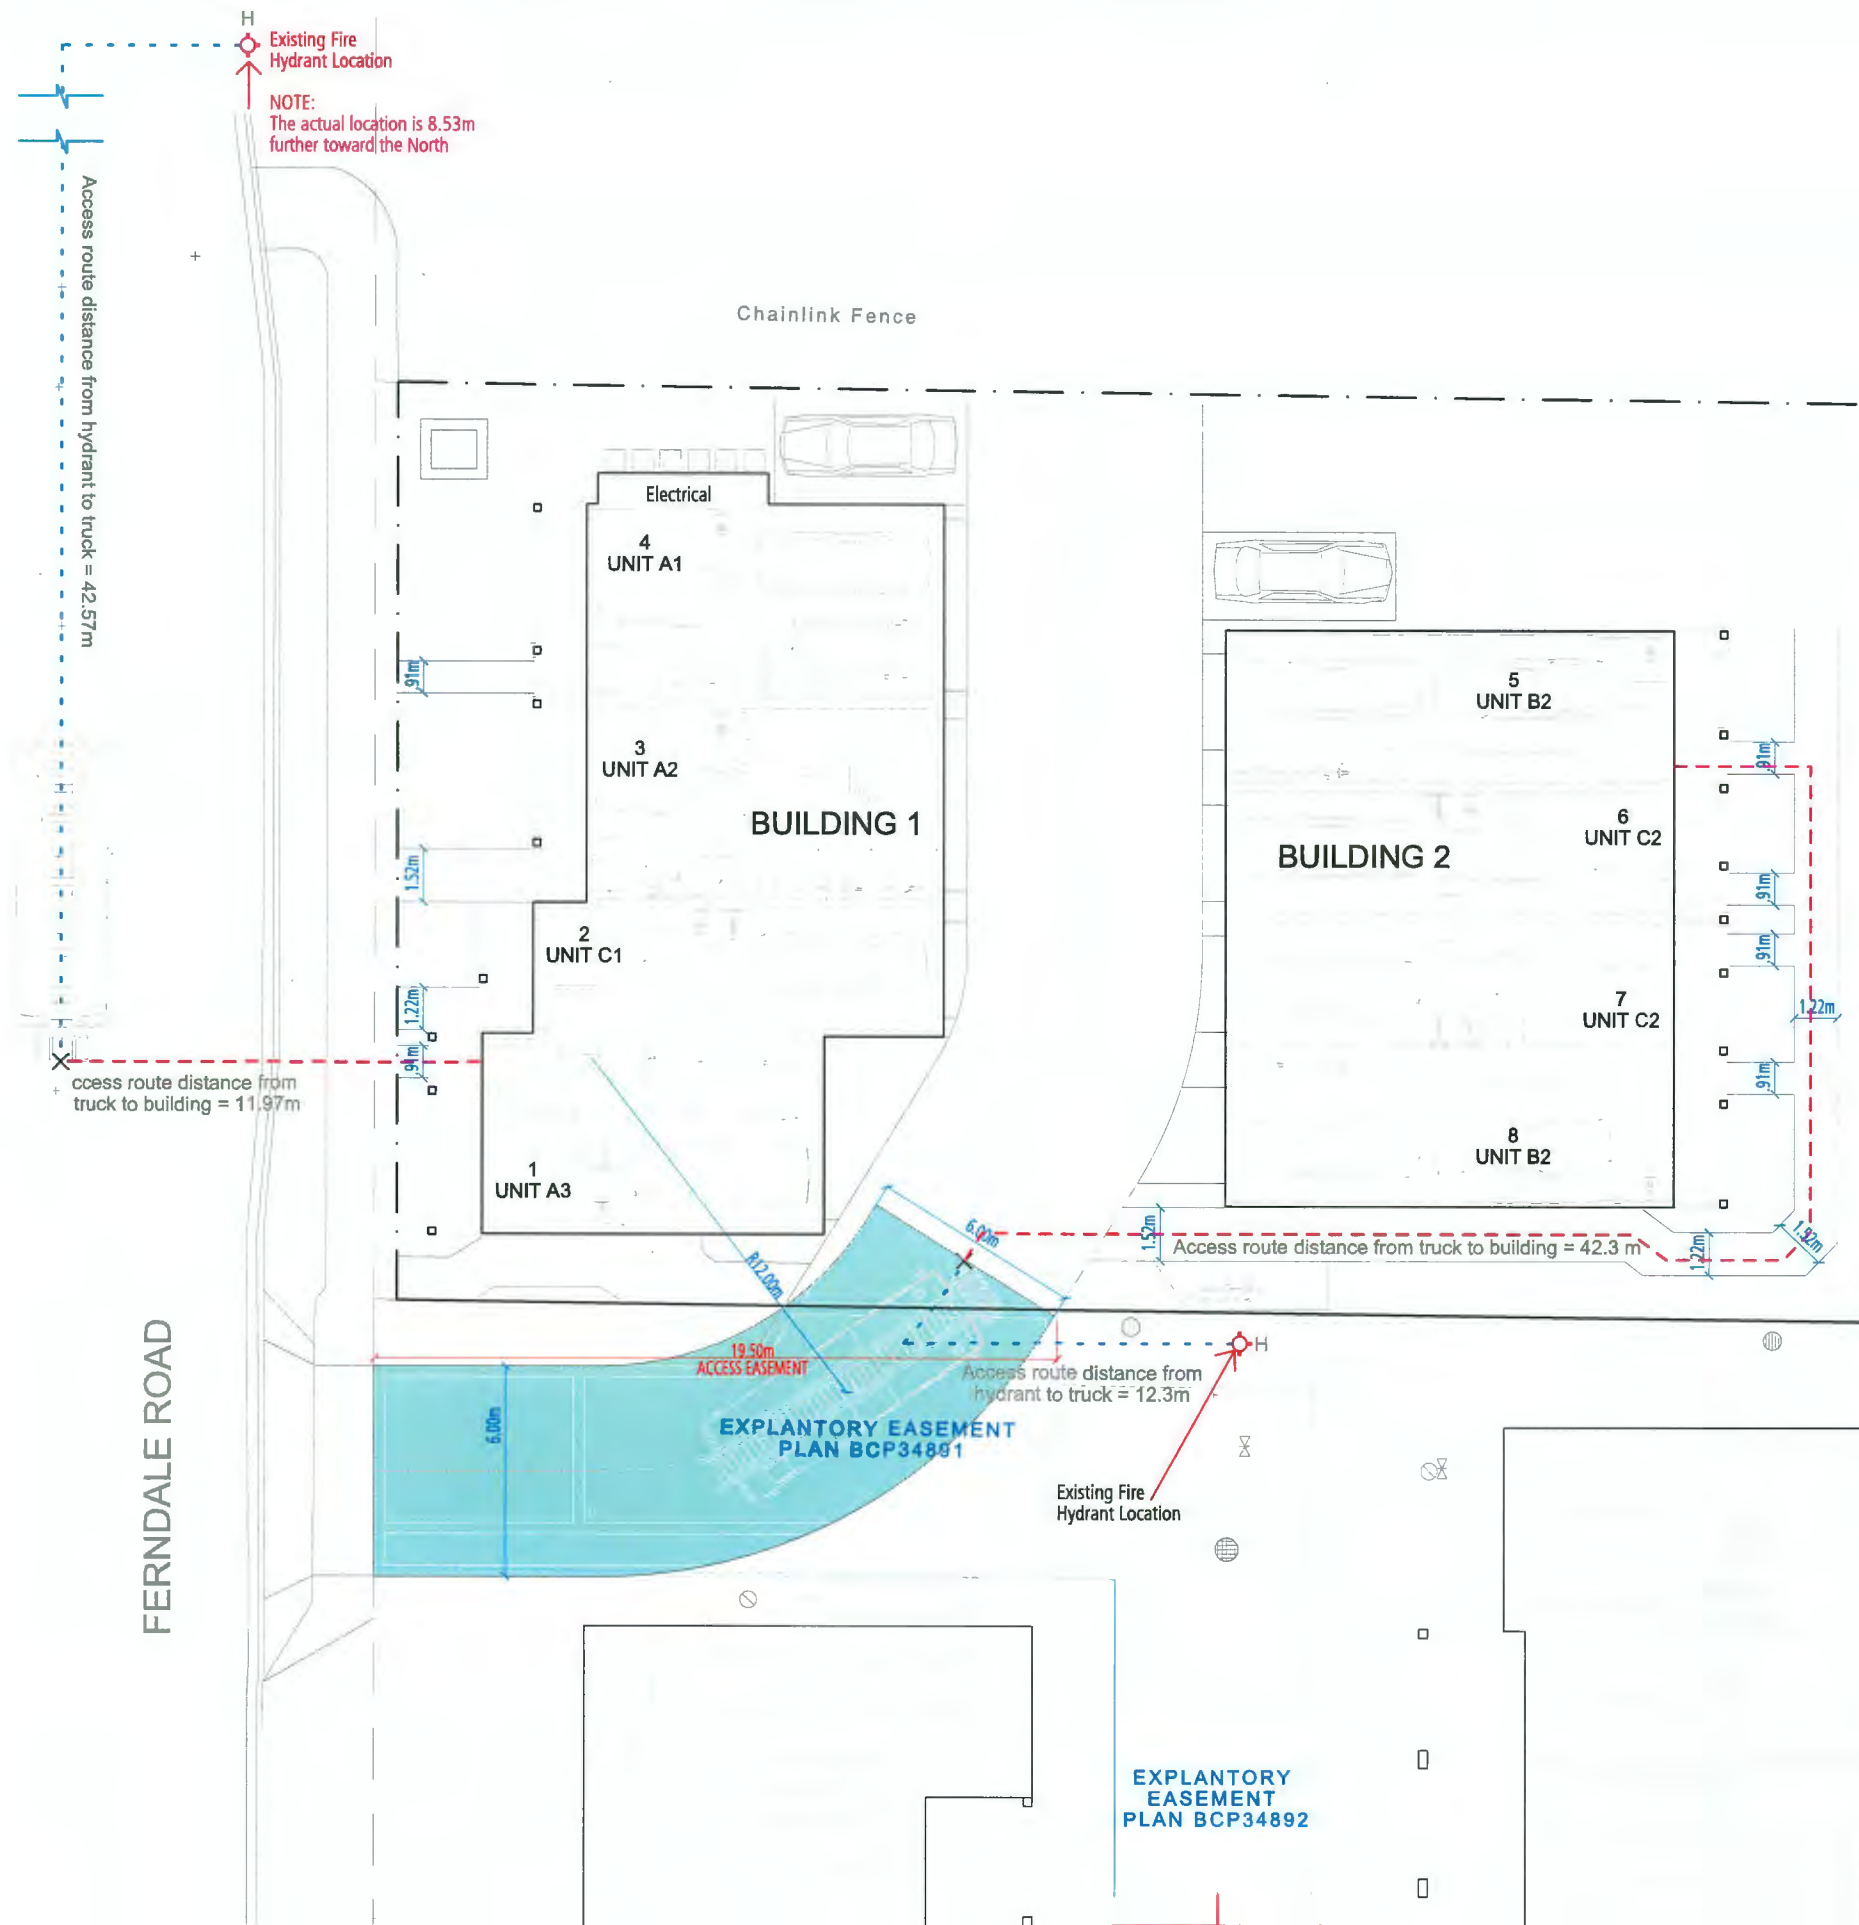 H
Existing Fire
Hydrant Location
NOTE:
The actual location is 8.53m
further toward the North
Access route distance from hydrant to truck = 42.57m
Chainlink Fence
Electrical
4
UNIT A1
3
UNIT A2
BUILDING 1
2
UNIT C1
1
UNIT A3
.91m
1.52m
1.22m
.91m
ccess route distance from
truck to building = 11.97m
5
UNIT B2
6
UNIT C2
BUILDING 2
7
UNIT C2
8
UNIT B2
.91m
.91m
.91m
1.22m
.91m
1.52m
6.00m
Access route distance from truck to building = 42.3 m
1.22m
1.92m
R12.00m
19.50m
ACCESS EASEMENT
H
Access route distance from
hydrant to truck = 12.3m
6.00m
EXPLANTORY EASEMENT
PLAN BCP34891
Existing Fire
Hydrant Location
FERNDALE ROAD
EXPLANTORY
EASEMENT
PLAN BCP34892